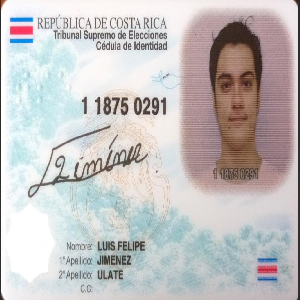 REPÚBLICA DE COSTA RICA
Tribunal Supremo de Elecciones
Cédula de Identidad
1 1875 0291
Jiménez
1 1875 0291
Nombre: LUIS FELIPE
1°Apellido: JIMENEZ
2°Apellido: ULATE
C.C: